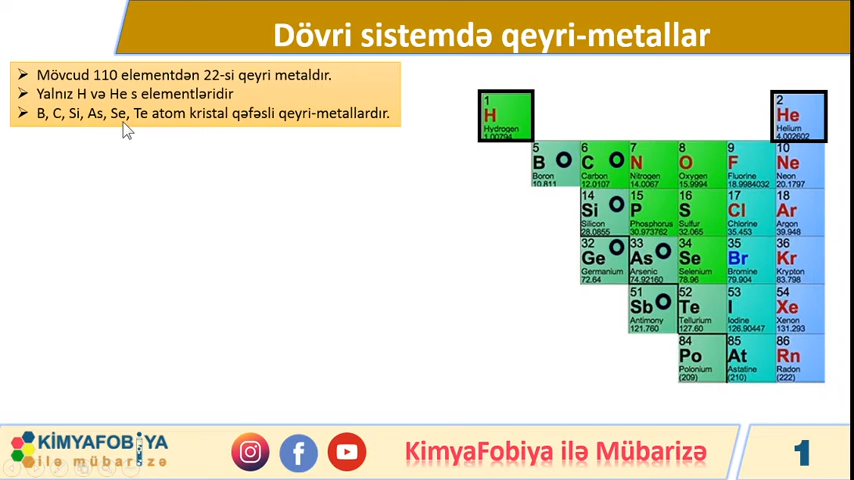 Dövri sistemdə qeyri-metallar
Mövcud 110 elementdən 22-si qeyri metaldır.
Yalnız H və He s elementləridir
B, C, Si, As, Se, Te atom kristal qəfəsli qeyri-metallardır.
1 2
H He
Hydrogen Helium
1.00794 4.002602
5 6 7 8 9 10
B C N O F Ne
Boron Carbon Nitrogen Oxygen Fluorine Neon
10.811 12.0107 14.0067 15.9994 18.9984032 20.1797
14 15 16 17 18
Si P S Cl Ar
Silicon Phosphorus Sulfur Chlorine Argon
28.0855 30.973762 32.065 35.453 39.948
32 33 34 35 36
Ge As Se Br Kr
Germanium Arsenic Selenium Bromine Krypton
72.64 74.92160 78.96 79.904 83.798
51 52 53 54
Sb Te I Xe
Antimony Tellurium Iodine Xenon
121.760 127.60 126.90447 131.293
84 85 86
Po At Rn
Polonium Astatine Radon
(209) (210) (222)
KİMYAFOBİYA
ilə mübarizə
KimyaFobiya ilə Mübarizə
1